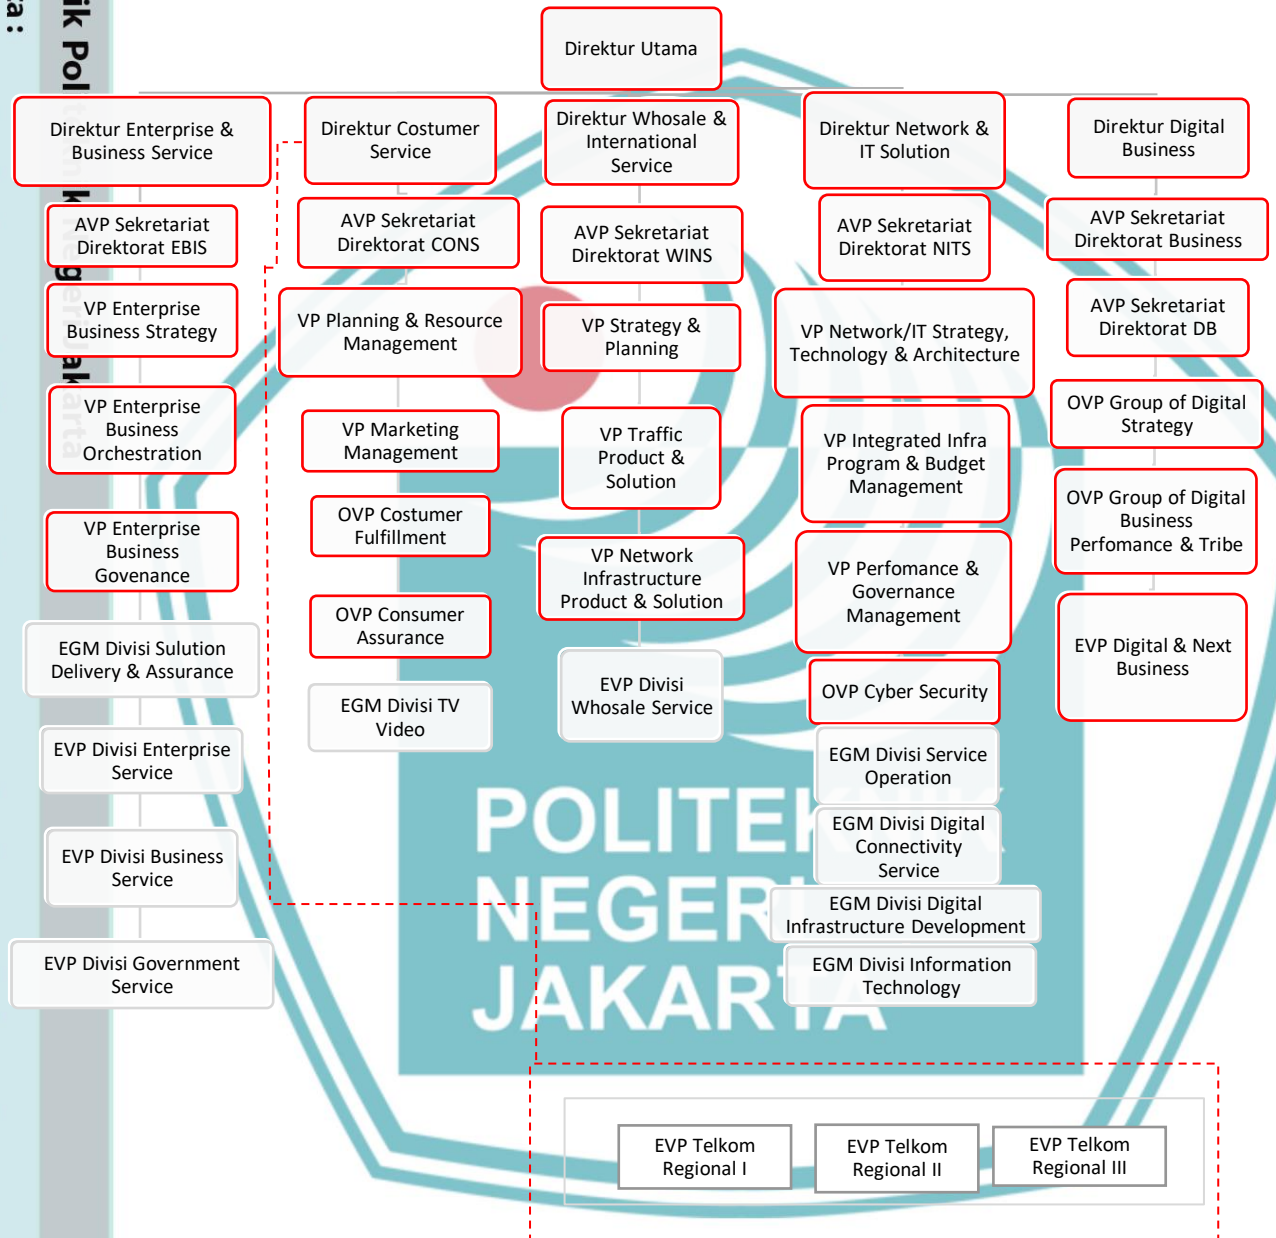 Direktur Utama
Direktur Enterprise &
Business Service
AVP Sekretariat
Direktorat EBIS
VP Enterprise
Business Strategy
VP Enterprise
Business
Orchestration
VP Enterprise
Business
Govenance
EGM Divisi Sulution
Delivery & Assurance
EVP Divisi Enterprise
Service
EVP Divisi Business
Service
EVP Divisi Government
Service
Direktur Costumer
Service
AVP Sekretariat
Direktorat CONS
VP Planning & Resource
Management
VP Marketing
Management
OVP Costumer
Fulfillment
OVP Consumer
Assurance
EGM Divisi TV
Video
Direktur Whosale &
International
Service
AVP Sekretariat
Direktorat WINS
VP Strategy &
Planning
VP Traffic
Product &
Solution
VP Network
Infrastructure
Product & Solution
EVP Divisi
Whosale Service
Direktur Network &
IT Solution
AVP Sekretariat
Direktorat NITS
VP Network/IT Strategy,
Technology & Architecture
VP Integrated Infra
Program & Budget
Management
VP Perfomance &
Governance
Management
OVP Cyber Security
EGM Divisi Service
Operation
EGM Divisi Digital
Connectivity
Service
EGM Divisi Digital
Infrastructure Development
EGM Divisi Information
Technology
Direktur Digital
Business
AVP Sekretariat
Direktorat Business
AVP Sekretariat
Direktorat DB
OVP Group of Digital
Strategy
OVP Group of Digital
Business
Perfomance & Tribe
EVP Digital & Next
Business
EVP Telkom
Regional I
EVP Telkom
Regional II
EVP Telkom
Regional III
POLITEKNIK
NEGERI
JAKARTA
ik Politeknik Negeri Jakarta
ta :